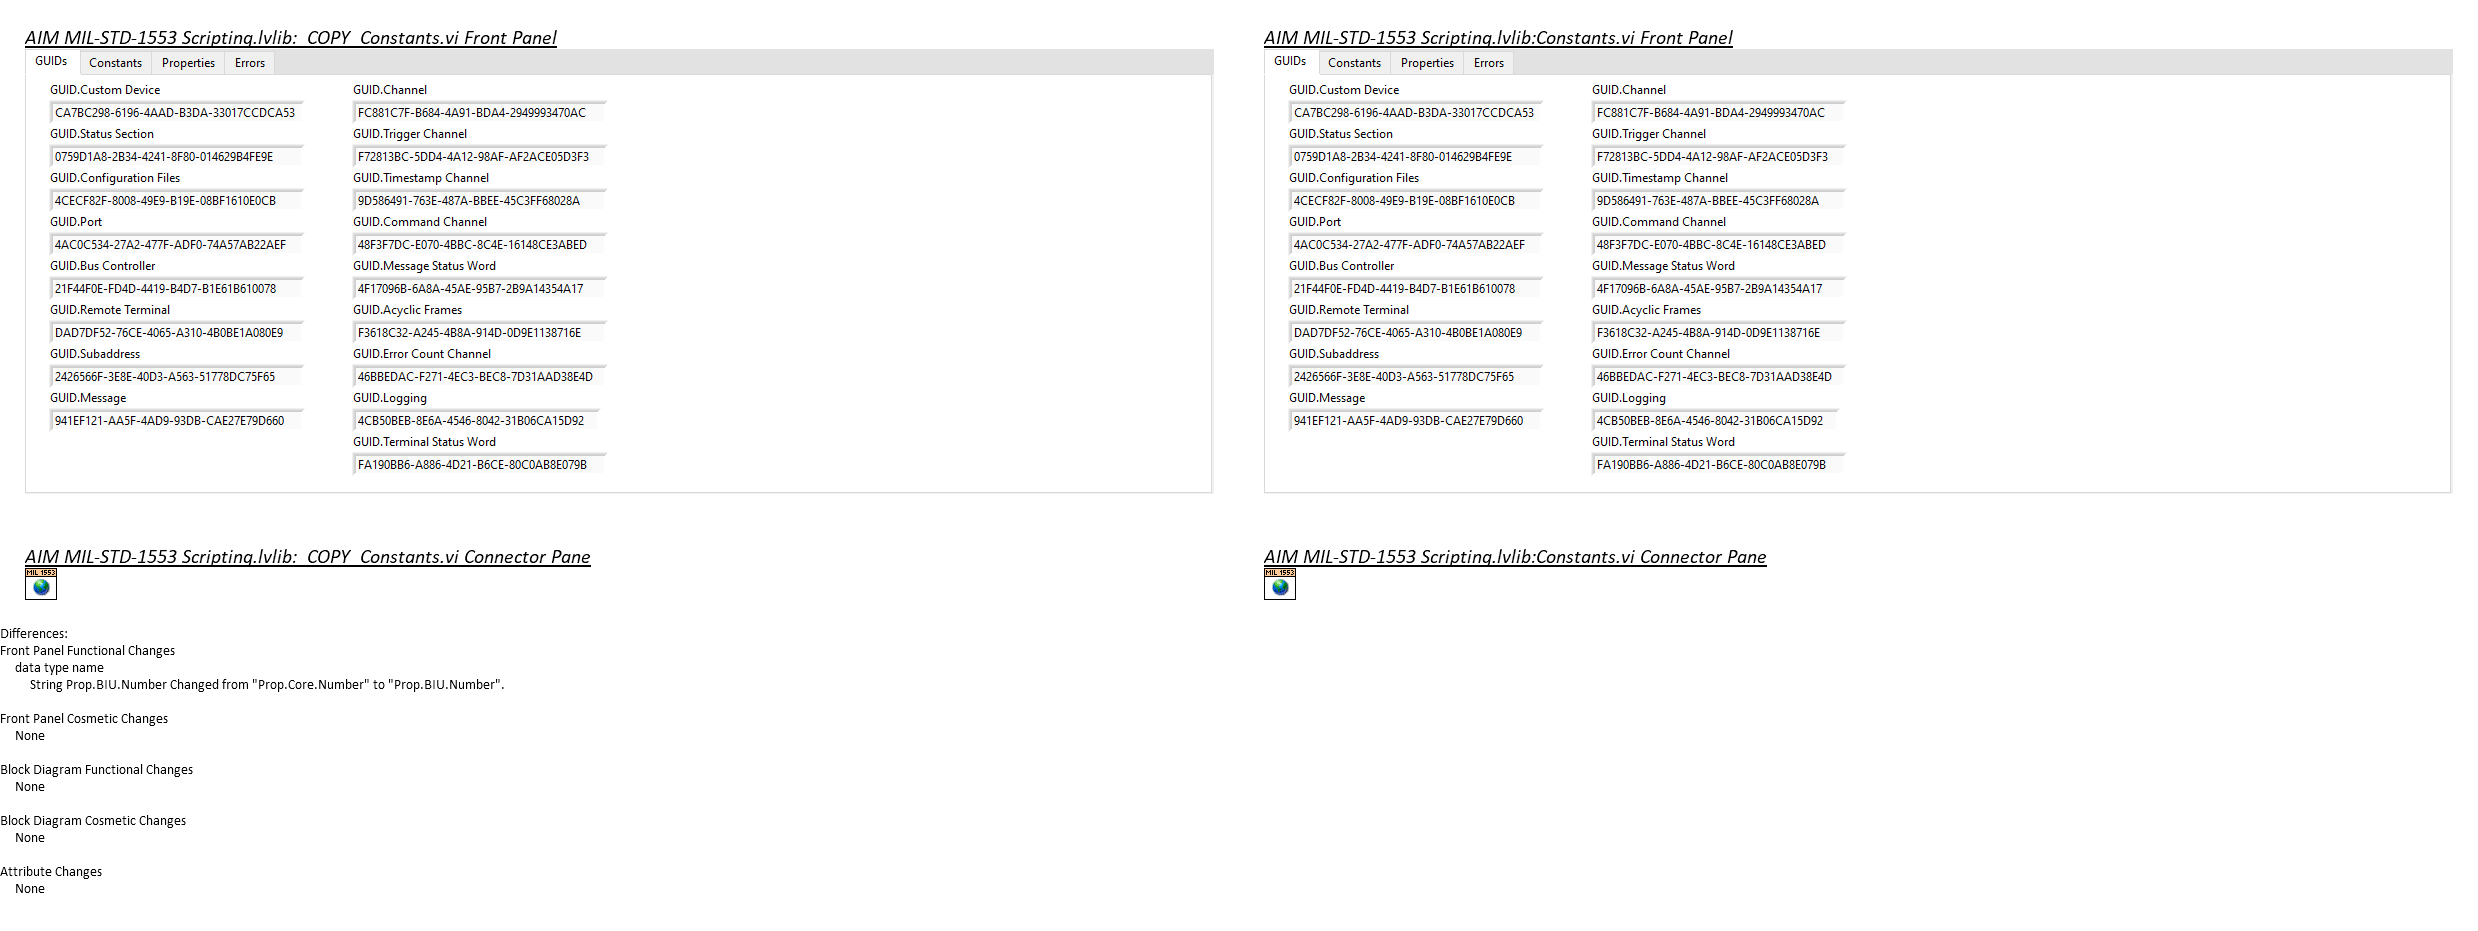 AIM MIL-STD-1553 Scripting.lvlib:_COPY_Constants.vi Front Panel
GUIDs Constants Properties Errors
GUID.Custom Device GUID.Channel
CA7BC298-6196-4AAD-B3DA-33017CCDCA53 FC881C7F-B684-4A91-BDA4-2949993470AC
GUID.Status Section GUID.Trigger Channel
0759D1A8-2B34-4241-8F80-014629B4FE9E F72813BC-5DD4-4A12-98AF-AF2ACE05D3F3
GUID.Configuration Files GUID.Timestamp Channel
4CECF82F-8008-49E9-B19E-08BF1610E0CB 9D586491-763E-487A-BBEE-45C3FF68028A
GUID.Port GUID.Command Channel
4AC0C534-27A2-477F-ADF0-74A57AB22AEF 48F3F7DC-E070-4BBC-8C4E-16148CE3ABED
GUID.Bus Controller GUID.Message Status Word
21F44F0E-FD4D-4419-B4D7-B1E61B610078 4F17096B-6A8A-45AE-95B7-2B9A14354A17
GUID.Remote Terminal GUID.Acyclic Frames
DAD7DF52-76CE-4065-A310-4B0BE1A080E9 F3618C32-A245-4B8A-914D-0D9E1138716E
GUID.Subaddress GUID.Error Count Channel
2426566F-3E8E-40D3-A563-51778DC75F65 46BBEDAC-F271-4EC3-BEC8-7D31AAD38E4D
GUID.Message GUID.Logging
941EF121-AA5F-4AD9-93DB-CAE27E79D660 4CB50BEB-8E6A-4546-8042-31B06CA15D92
GUID.Terminal Status Word
FA190BB6-A886-4D21-B6CE-80C0AB8E079B
AIM MIL-STD-1553 Scripting.lvlib:Constants.vi Front Panel
GUIDs Constants Properties Errors
GUID.Custom Device GUID.Channel
CA7BC298-6196-4AAD-B3DA-33017CCDCA53 FC881C7F-B684-4A91-BDA4-2949993470AC
GUID.Status Section GUID.Trigger Channel
0759D1A8-2B34-4241-8F80-014629B4FE9E F72813BC-5DD4-4A12-98AF-AF2ACE05D3F3
GUID.Configuration Files GUID.Timestamp Channel
4CECF82F-8008-49E9-B19E-08BF1610E0CB 9D586491-763E-487A-BBEE-45C3FF68028A
GUID.Port GUID.Command Channel
4AC0C534-27A2-477F-ADF0-74A57AB22AEF 48F3F7DC-E070-4BBC-8C4E-16148CE3ABED
GUID.Bus Controller GUID.Message Status Word
21F44F0E-FD4D-4419-B4D7-B1E61B610078 4F17096B-6A8A-45AE-95B7-2B9A14354A17
GUID.Remote Terminal GUID.Acyclic Frames
DAD7DF52-76CE-4065-A310-4B0BE1A080E9 F3618C32-A245-4B8A-914D-0D9E1138716E
GUID.Subaddress GUID.Error Count Channel
2426566F-3E8E-40D3-A563-51778DC75F65 46BBEDAC-F271-4EC3-BEC8-7D31AAD38E4D
GUID.Message GUID.Logging
941EF121-AA5F-4AD9-93DB-CAE27E79D660 4CB50BEB-8E6A-4546-8042-31B06CA15D92
GUID.Terminal Status Word
FA190BB6-A886-4D21-B6CE-80C0AB8E079B
AIM MIL-STD-1553 Scripting.lvlib:_COPY_Constants.vi Connector Pane
MIL 1553
AIM MIL-STD-1553 Scripting.lvlib:Constants.vi Connector Pane
MIL 1553
Differences:
Front Panel Functional Changes
data type name
String Prop.BIU.Number Changed from "Prop.Core.Number" to "Prop.BIU.Number".
Front Panel Cosmetic Changes
None
Block Diagram Functional Changes
None
Block Diagram Cosmetic Changes
None
Attribute Changes
None